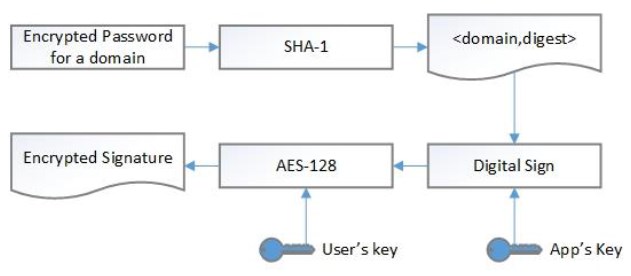 Encrypted Password
for a domain
SHA-1
<domain,digest>
Encrypted Signature
AES-128
Digital Sign
User's key
App's Key